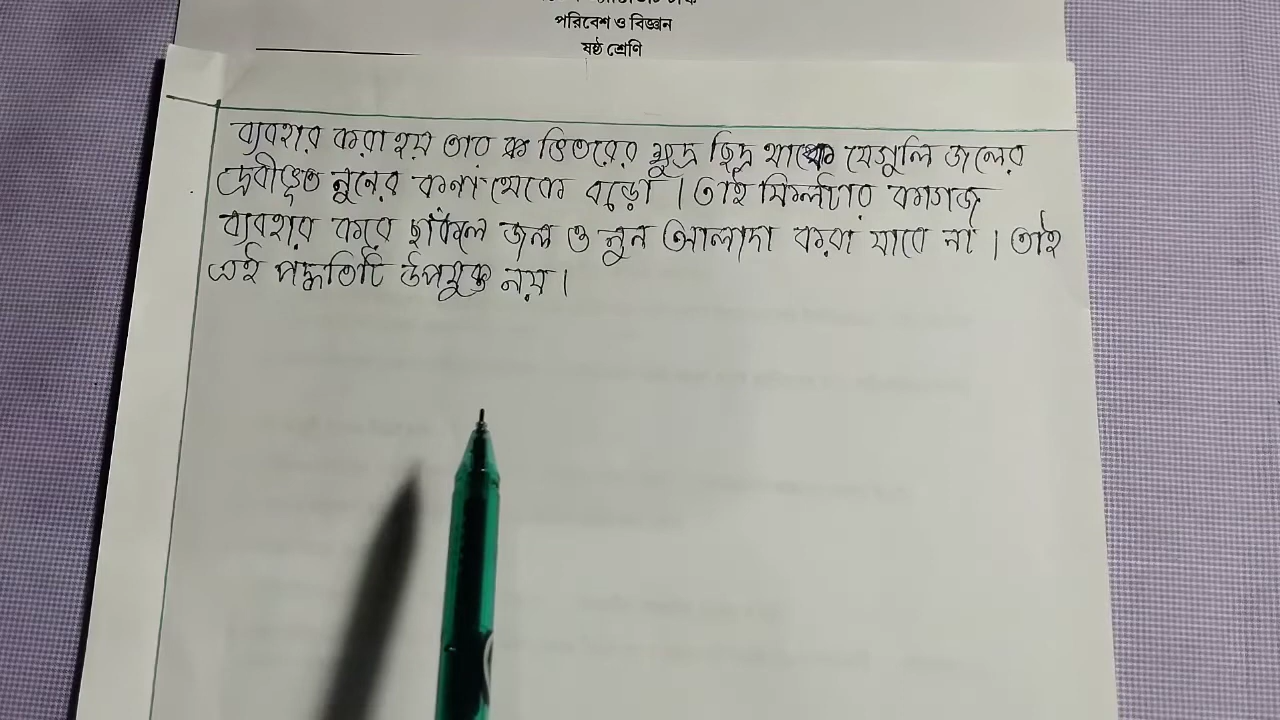 পরিবেশ ও বিজ্ঞান
ষষ্ঠ শ্রেণি
ব্যবহার করা হয় তার ভিতরের ক্ষুদ্র ছিদ্র থাকে যেগুলি জলের
দ্রবীভূত নুনের কনা থেকে বড়ো । তাই ফিল্টার কাগজ
ব্যবহার করে ছাঁকলে জল ও নুন আলাদা করা যাবে না । তাই
এই পদ্ধতিটি উপযুক্ত নয় ।